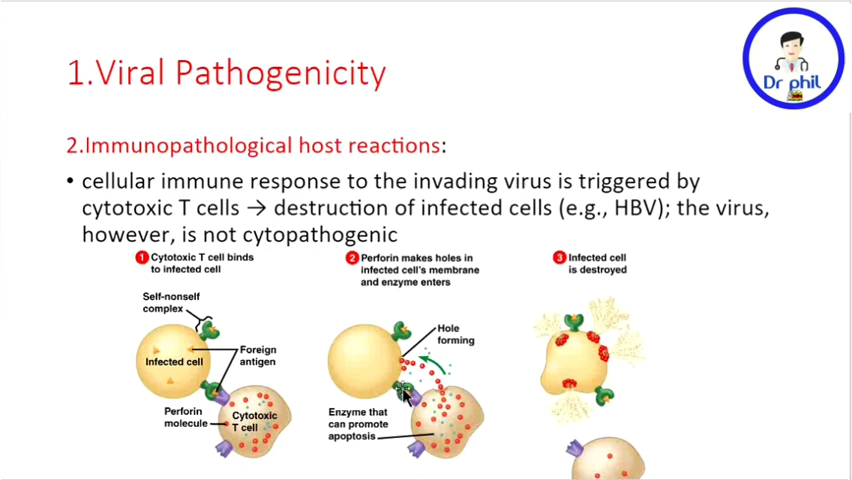 1.Viral Pathogenicity
Dr phil
2.Immunopathological host reactions:
• cellular immune response to the invading virus is triggered by
cytotoxic T cells → destruction of infected cells (e.g., HBV); the virus,
however, is not cytopathogenic
1 Cytotoxic T cell binds
to infected cell
Self-nonself
complex
Infected cell
Foreign
antigen
Perforin
molecule
Cytotoxic
T cell
2 Perforin makes holes in
infected cell's membrane
and enzyme enters
Hole
forming
Enzyme that
can promote
apoptosis
3 Infected cell
is destroyed